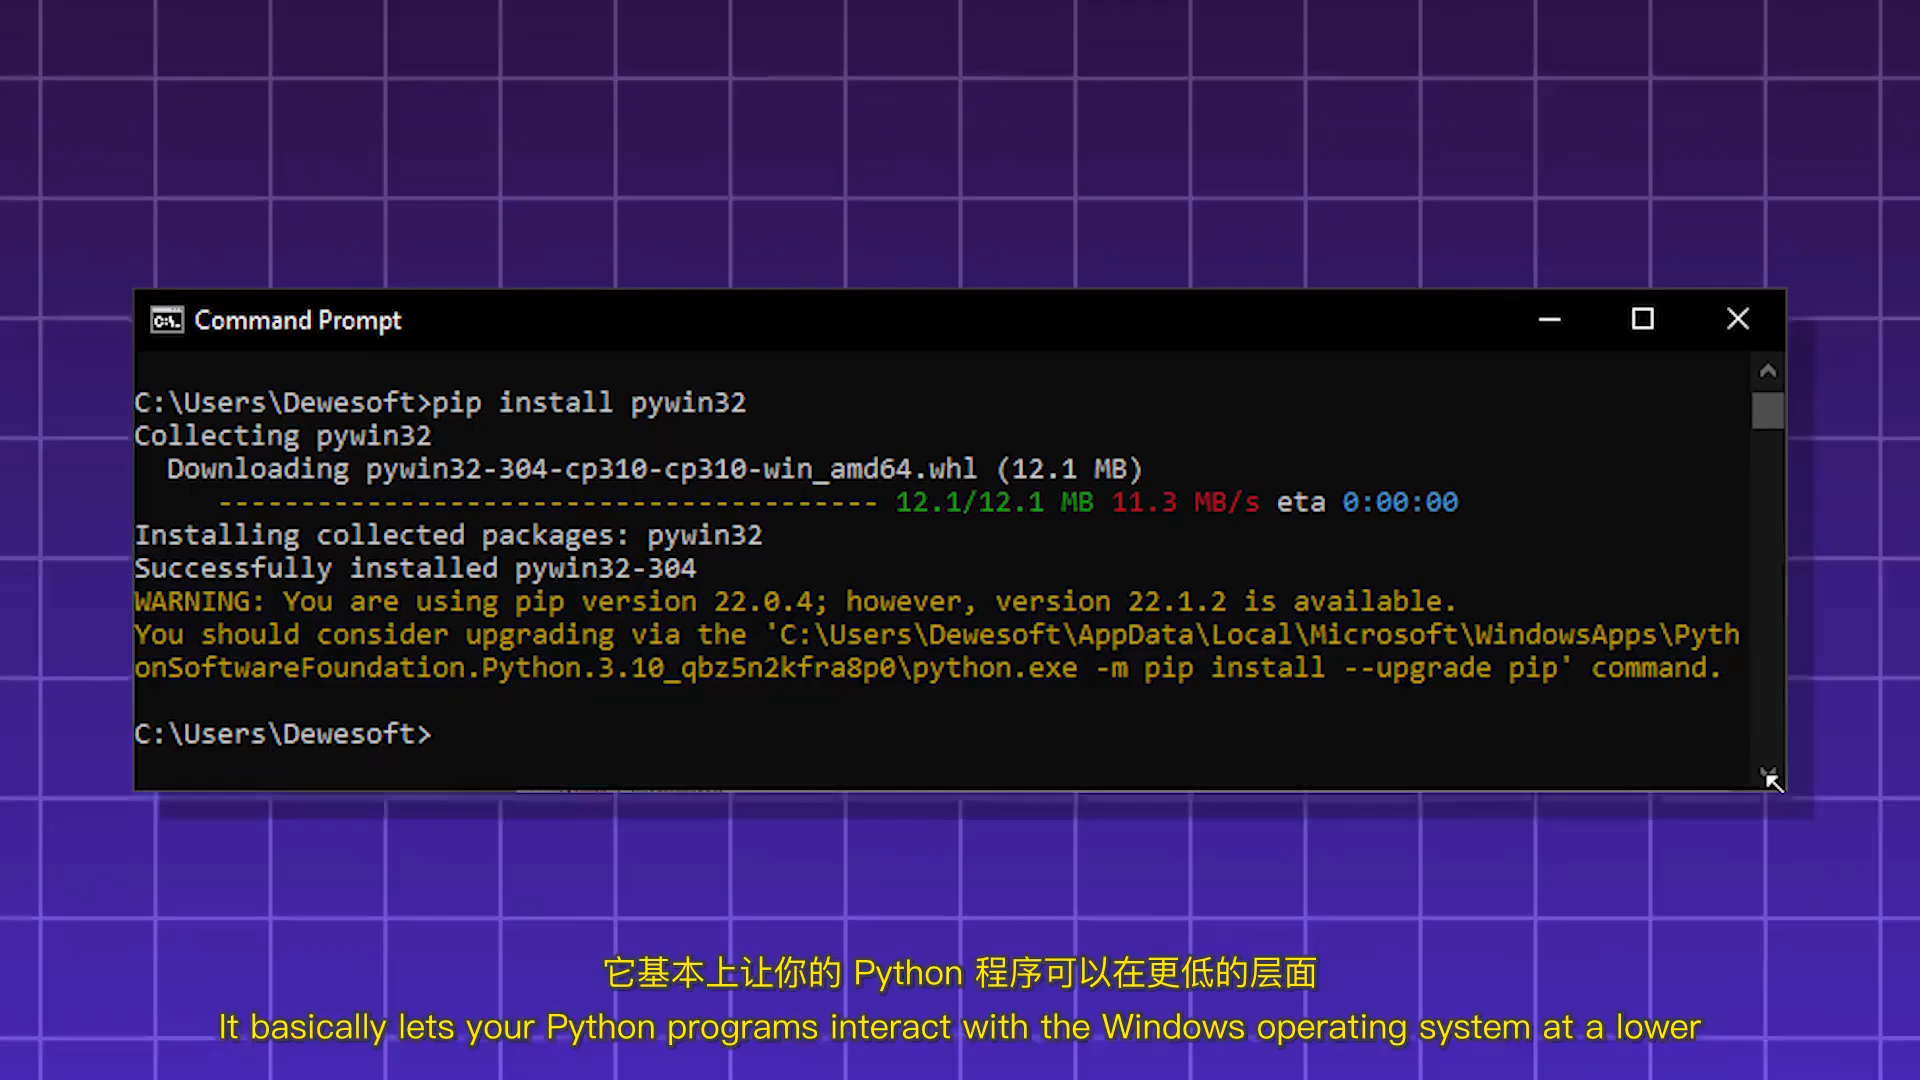 Command Prompt
C:\Users\Dewesoft>pip install pywin32
Collecting pywin32
  Downloading pywin32-304-cp310-cp310-win_amd64.whl (12.1 MB)
     ---------------------------------------- 12.1/12.1 MB 11.3 MB/s eta 0:00:00
Installing collected packages: pywin32
Successfully installed pywin32-304
WARNING: You are using pip version 22.0.4; however, version 22.1.2 is available.
You should consider upgrading via the 'C:\Users\Dewesoft\AppData\Local\Microsoft\WindowsApps\Pyth
onSoftwareFoundation.Python.3.10_qbz5n2kfra8p0\python.exe -m pip install --upgrade pip' command.
C:\Users\Dewesoft>
它基本上让你的 Python 程序可以在更低的层面
It basically lets your Python programs interact with the Windows operating system at a lower